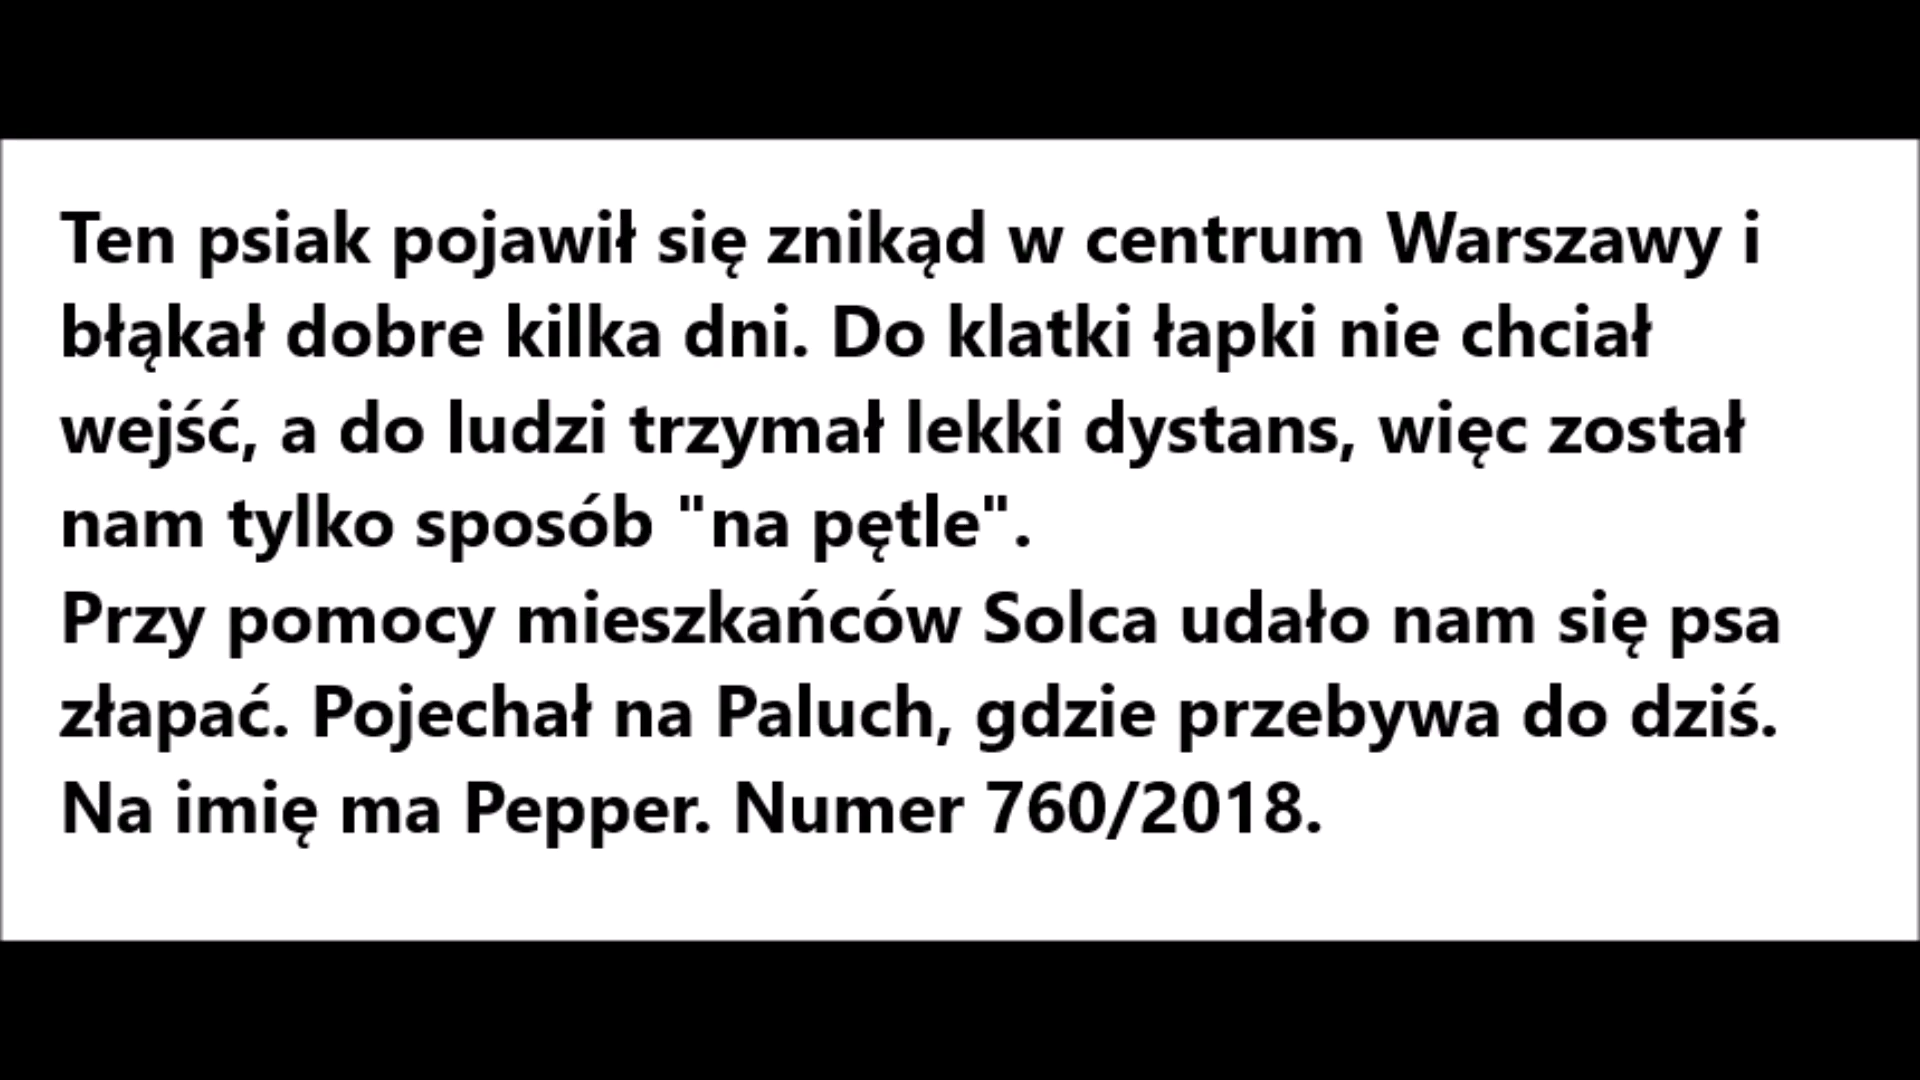 Ten psiak pojawił się znikąd w centrum Warszawy i
błąkał dobre kilka dni. Do klatki łapki nie chciał
wejść, a do ludzi trzymał lekki dystans, więc został
nam tylko sposób "na pętle".
Przy pomocy mieszkańców Solca udało nam się psa
złapać. Pojechał na Paluch, gdzie przebywa do dziś.
Na imię ma Pepper. Numer 760/2018.